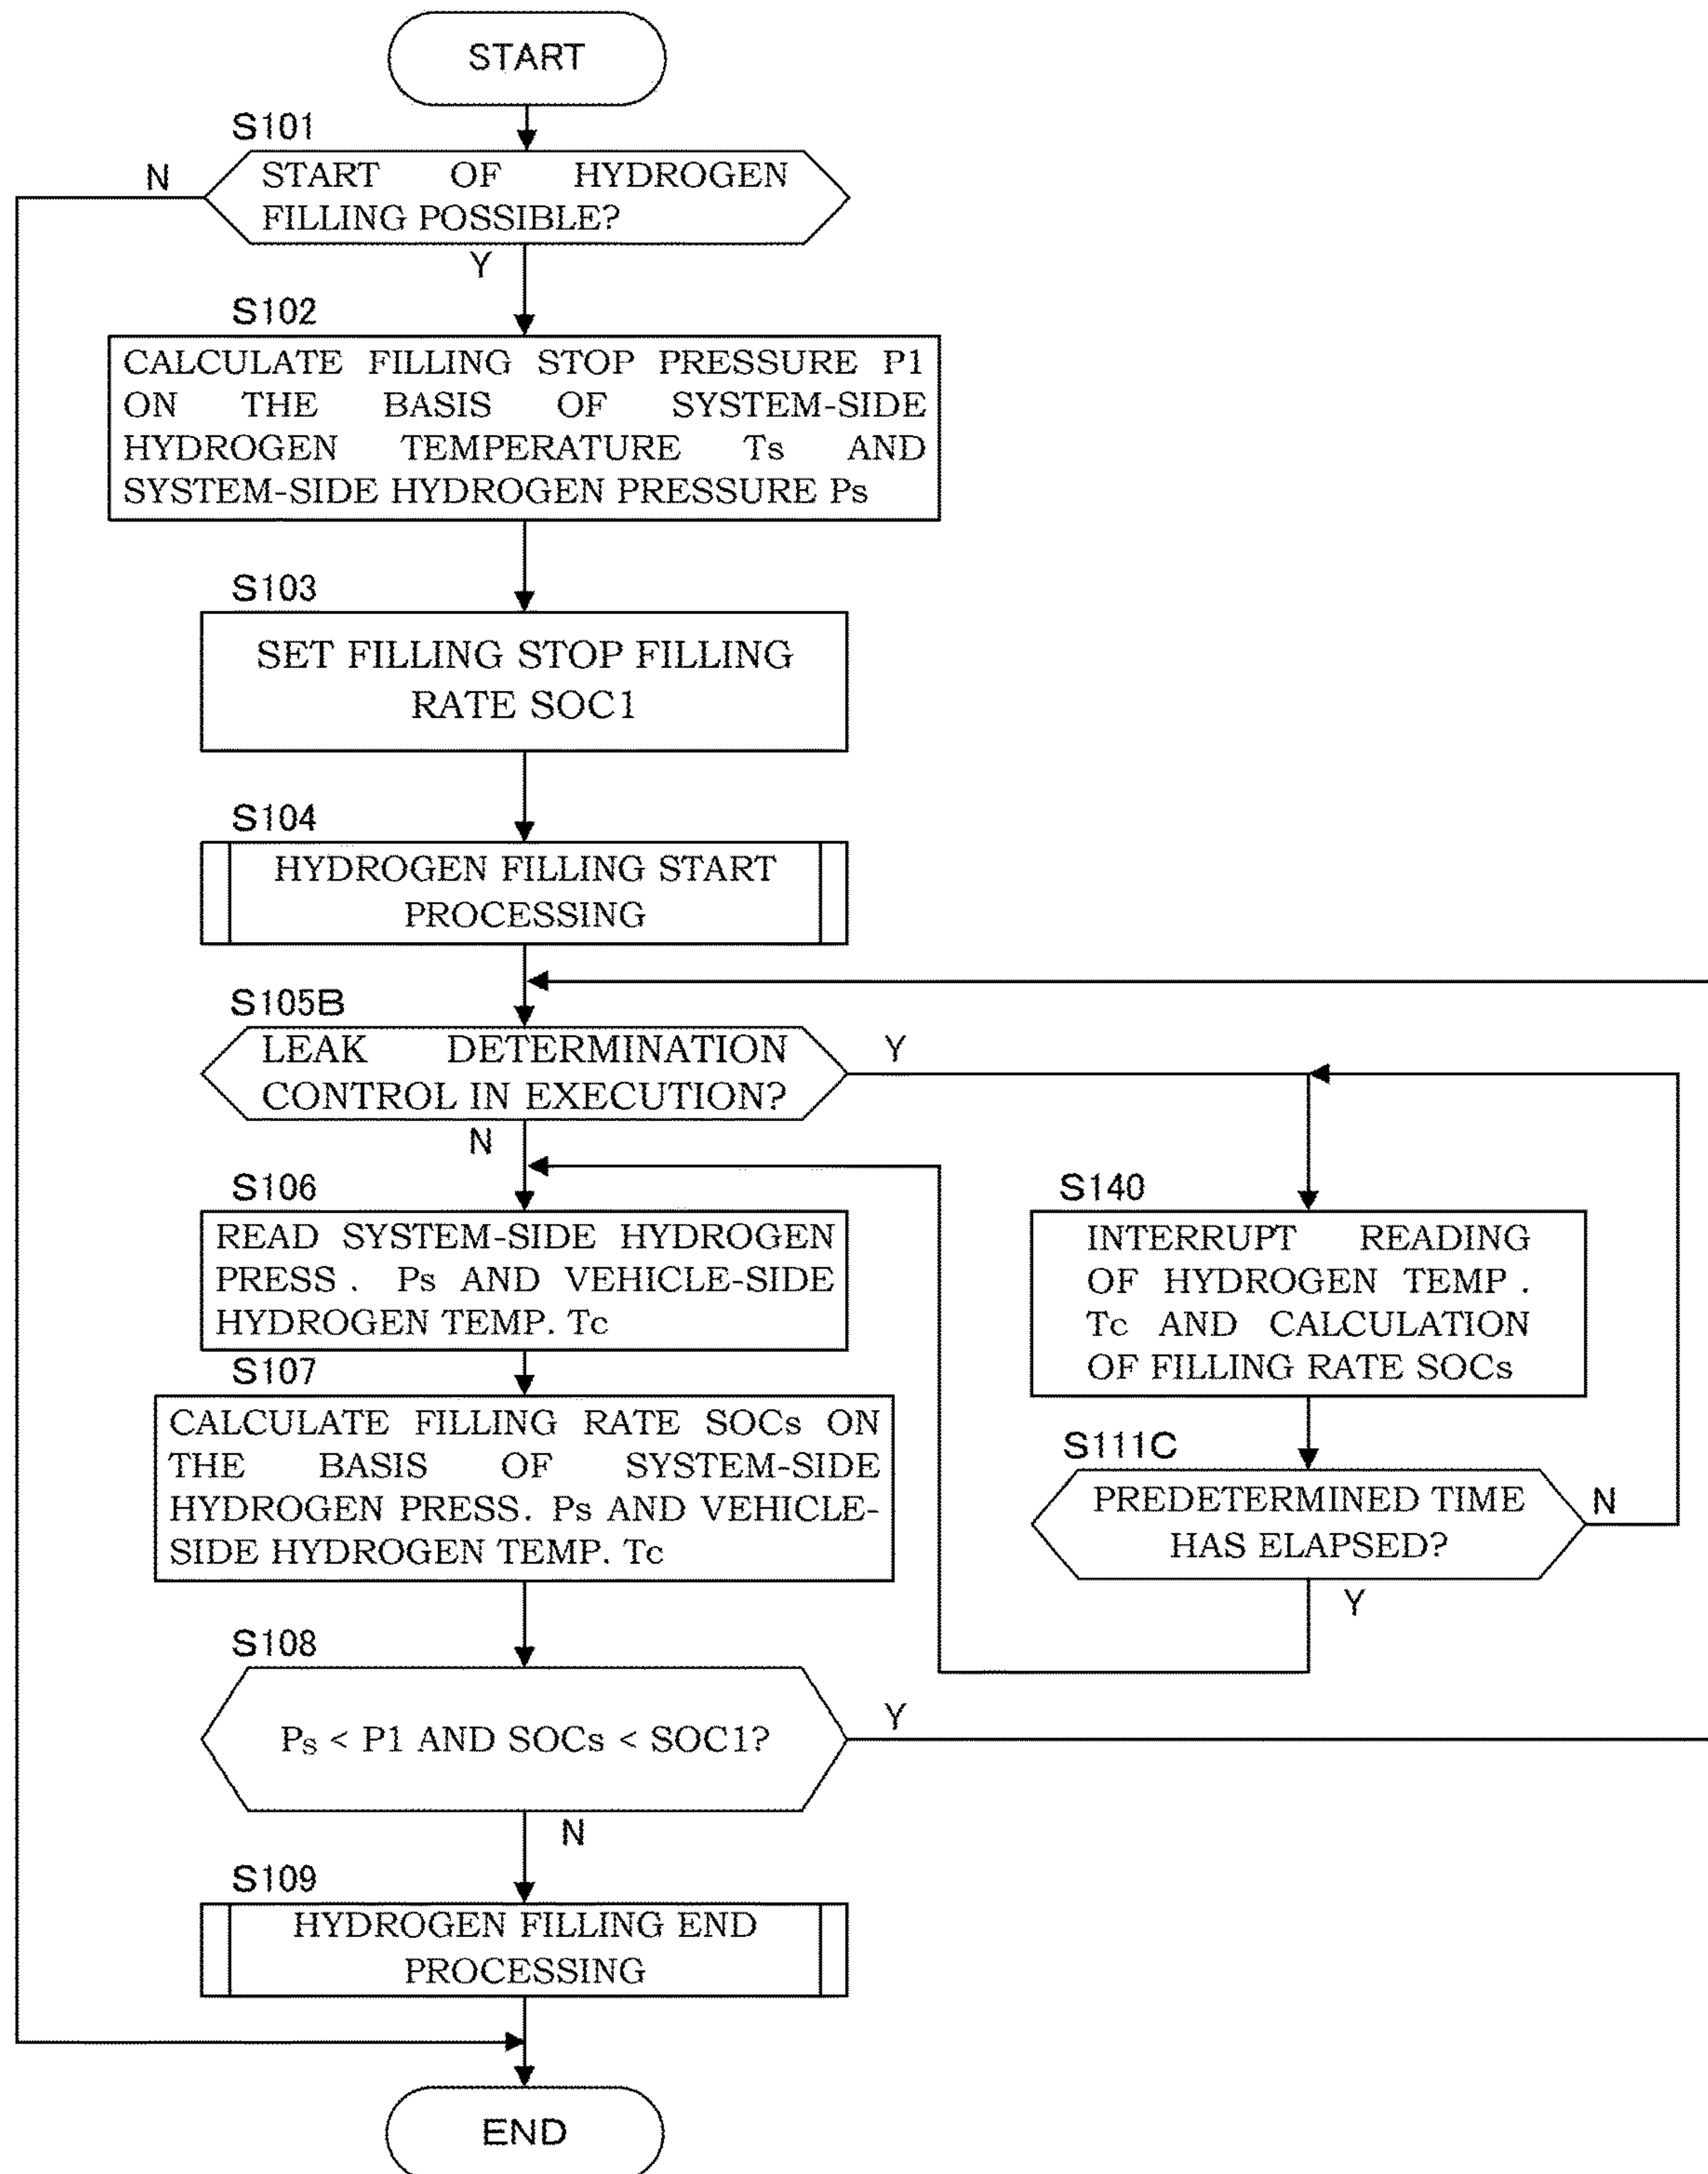 START
S101
N
START OF HYDROGEN
FILLING POSSIBLE?
Y
S102
CALCULATE FILLING STOP PRESSURE P1
ON THE BASIS OF SYSTEM-SIDE
HYDROGEN TEMPERATURE Ts AND
SYSTEM-SIDE HYDROGEN PRESSURE Ps
S103
SET FILLING STOP FILLING
RATE SOC1
S104
HYDROGEN FILLING START
PROCESSING
S105B
LEAK DETERMINATION
CONTROL IN EXECUTION?
Y
N
S106
READ SYSTEM-SIDE HYDROGEN
PRESS. Ps AND VEHICLE-SIDE
HYDROGEN TEMP. Tc
S107
CALCULATE FILLING RATE SOCs ON
THE BASIS OF SYSTEM-SIDE
HYDROGEN PRESS. Ps AND VEHICLE-
SIDE HYDROGEN TEMP. Tc
S140
INTERRUPT READING
OF HYDROGEN TEMP.
Tc AND CALCULATION
OF FILLING RATE SOCs
S111C
PREDETERMINED TIME
HAS ELAPSED?
N
Y
S108
Ps < P1 AND SOCs < SOC1?
Y
N
S109
HYDROGEN FILLING END
PROCESSING
END